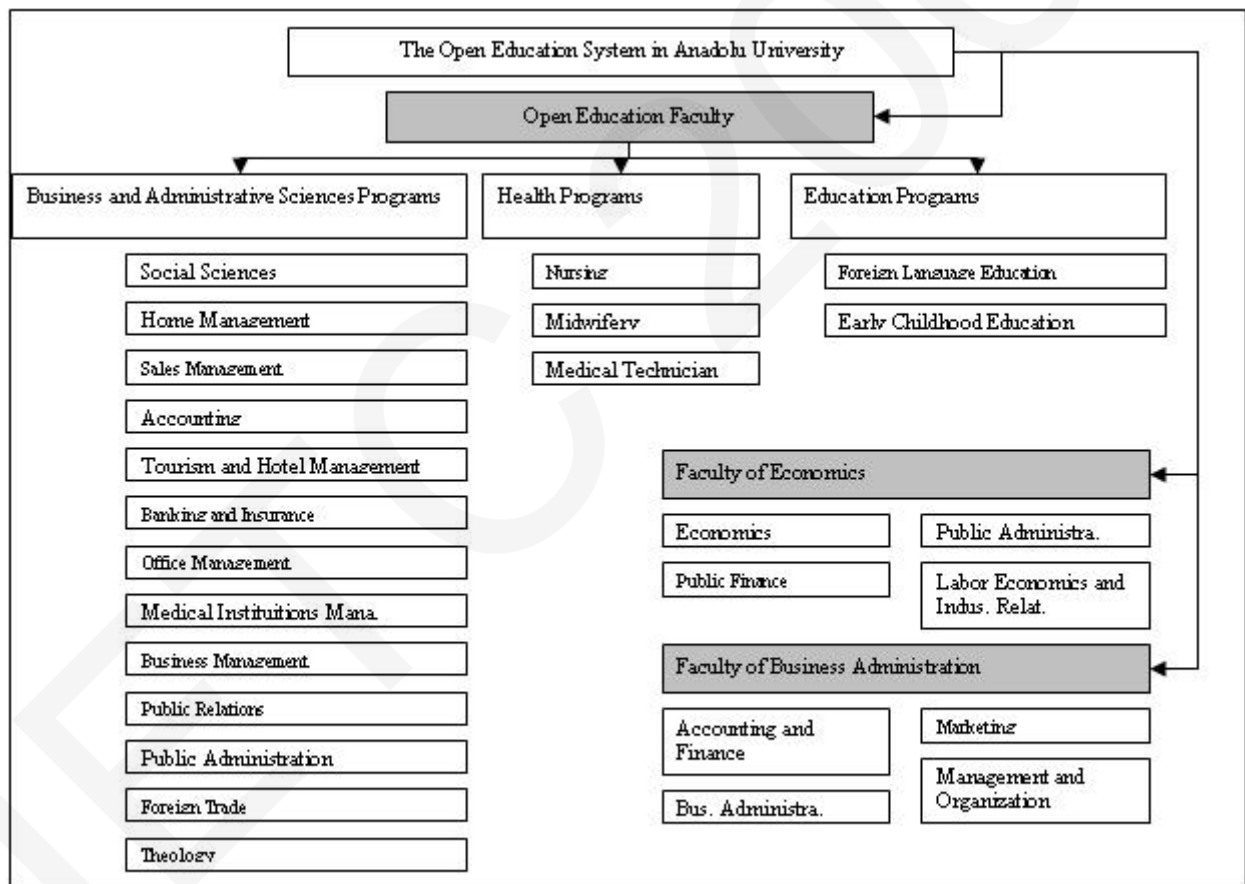 The Open Education System in Anadolu University
Open Education Faculty
Business and Administrative Sciences Programs
Health Programs
Education Programs
Social Sciences
Home Management
Sales Management
Accounting
Tourism and Hotel Management
Banking and Insurance
Office Management
Medical Instituitions Mana.
Business Management
Public Relations
Public Administration
Foreign Trade
Theology
Nursing
Midwifery
Medical Technician
Foreign Language Education
Early Childhood Education
Faculty of Economics
Economics
Public Finance
Public Administra.
Labor Economics and
Indus. Relat.
Faculty of Business Administration
Accounting and
Finance
Bus. Administra.
Marketing
Management and
Organization